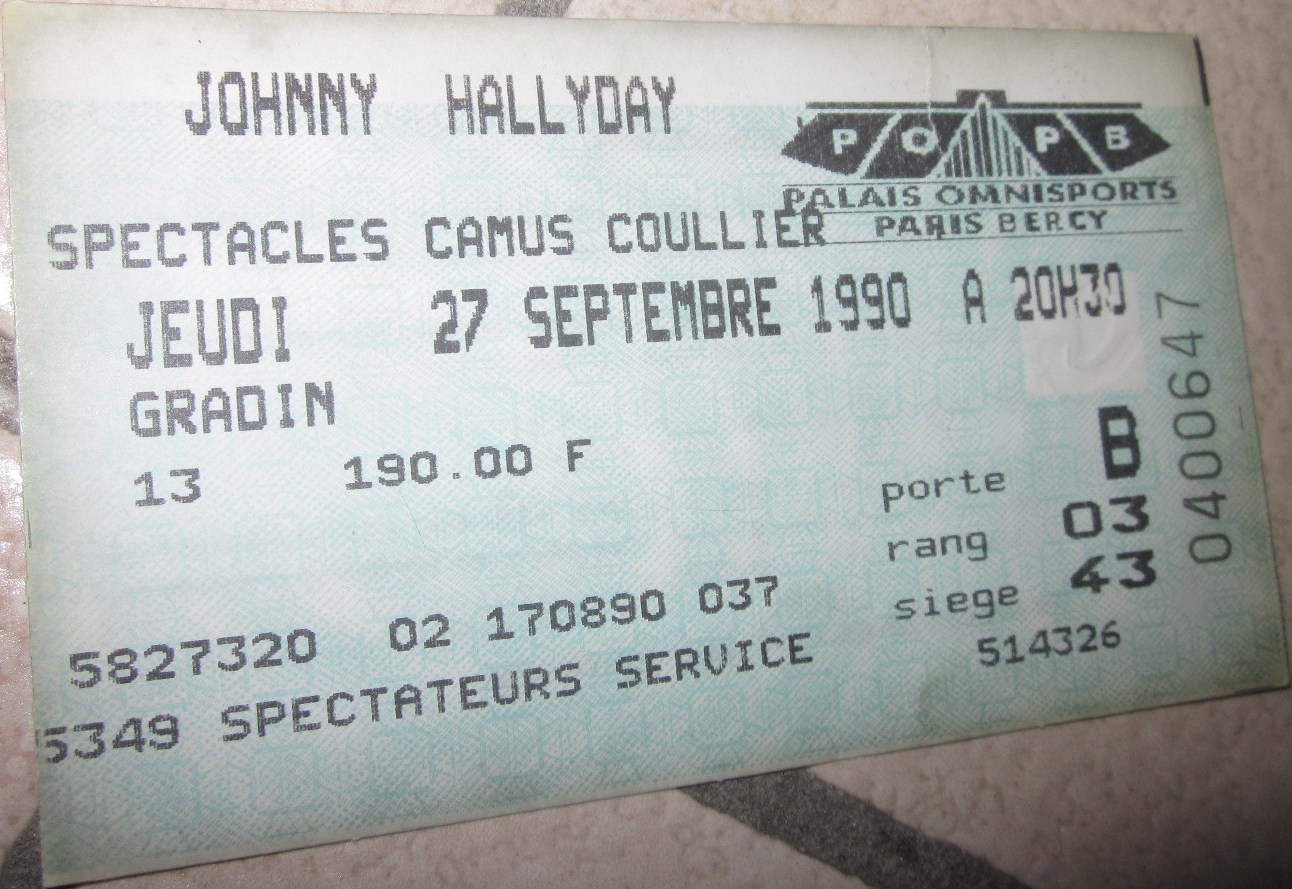 JOHNNY HALLYDAY
P O P B
PALAIS OMNISPORTS
PARIS BERCY
SPECTACLES CAMUS COULLIER
JEUDI 27 SEPTEMBRE 1990 A 20H30
GRADIN
13 190.00 F
porte B
rang 03
siege 43
5827320 02 170890 037
514326
5349 SPECTATEURS SERVICE
0400647